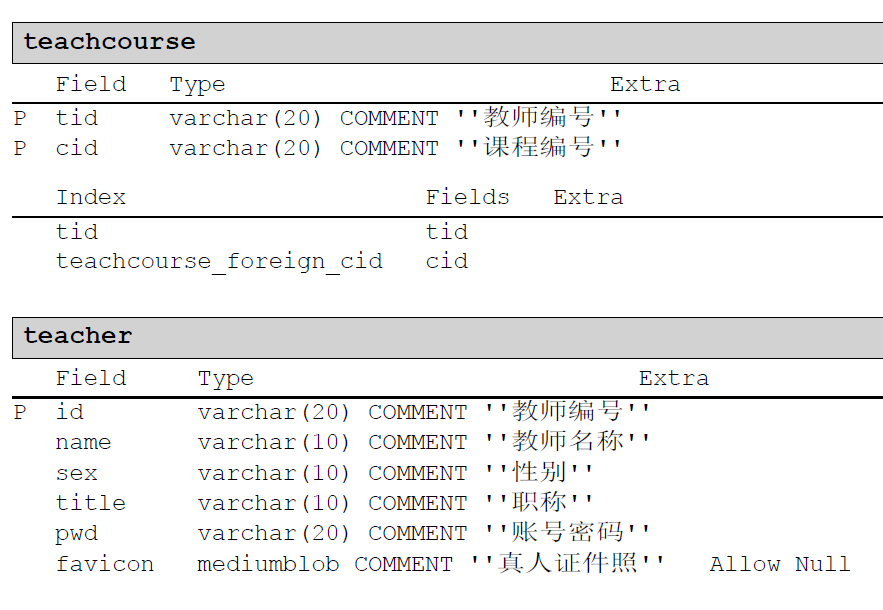 teachcourse
Field Type Extra
P tid varchar(20) COMMENT ''教师编号''
P cid varchar(20) COMMENT ''课程编号''
Index Fields Extra
tid tid
teachcourse_foreign_cid cid
teacher
Field Type Extra
P id varchar(20) COMMENT ''教师编号''
name varchar(10) COMMENT ''教师名称''
sex varchar(10) COMMENT ''性别''
title varchar(10) COMMENT ''职称''
pwd varchar(20) COMMENT ''账号密码''
favicon mediumblob COMMENT ''真人证件照'' Allow Null